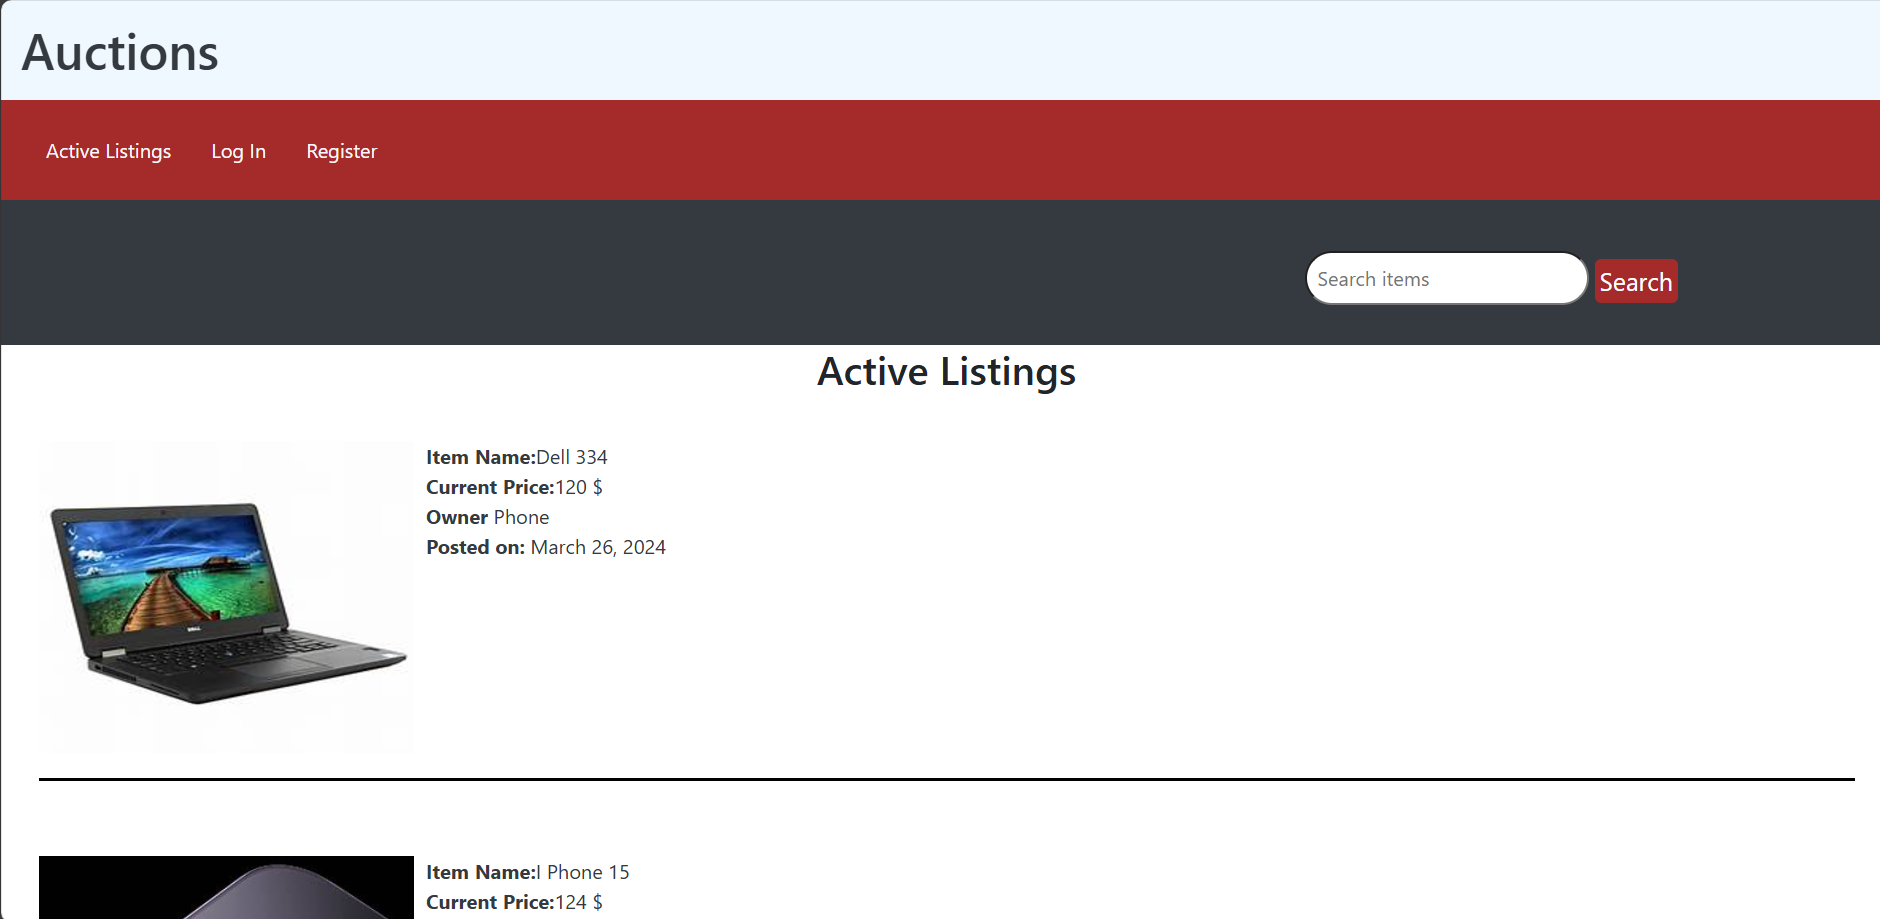 Auctions
Active Listings Log In Register
Search items Search
Active Listings
Item Name:Dell 334
Current Price:120 $
Owner Phone
Posted on: March 26, 2024
DELL
Item Name:I Phone 15
Current Price:124 $